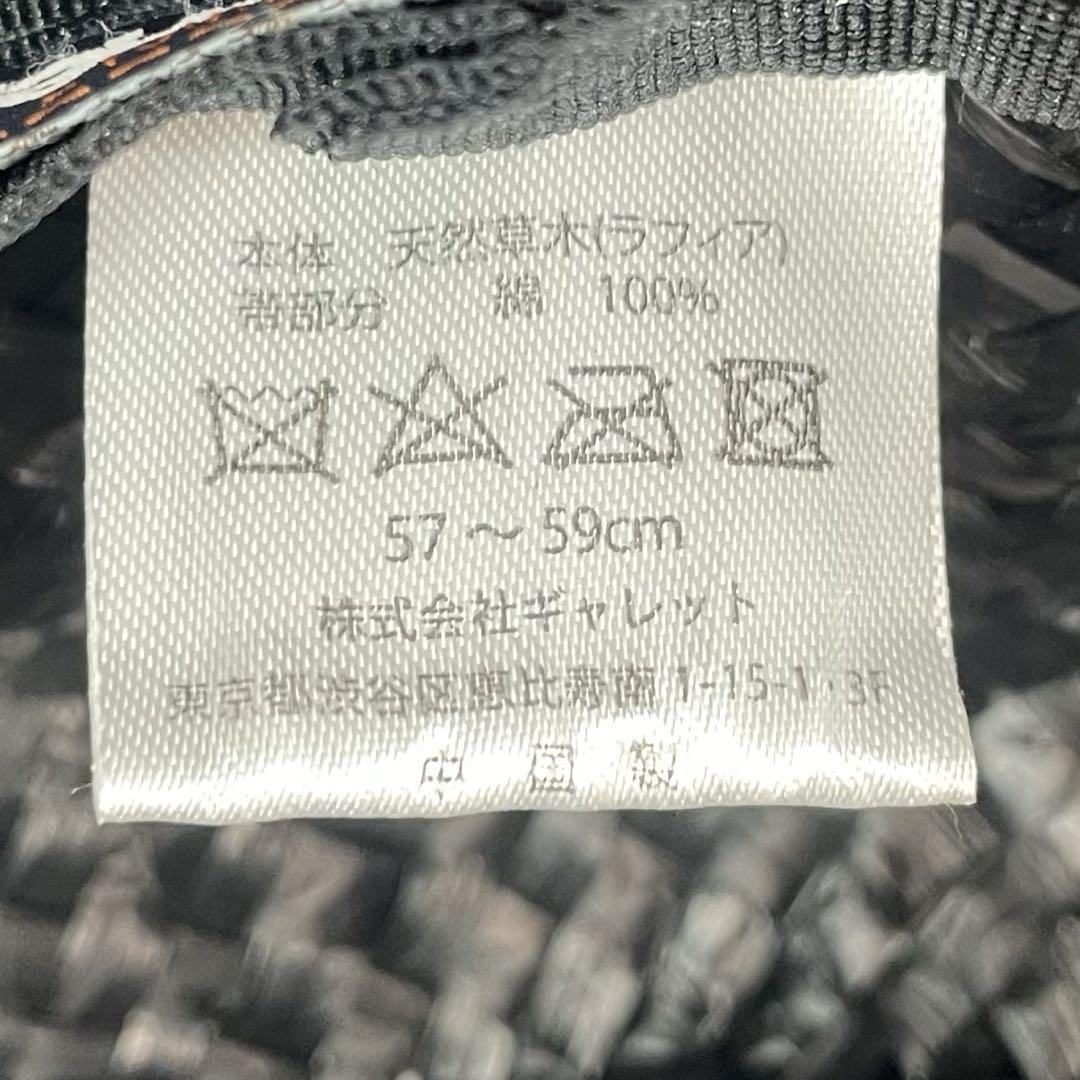 本体 天然草木(ラフィア)
帯部分 綿 100%
57～59cm
株式会社ギャレット
東京都渋谷区恵比寿南1-15-1 3F
中国製